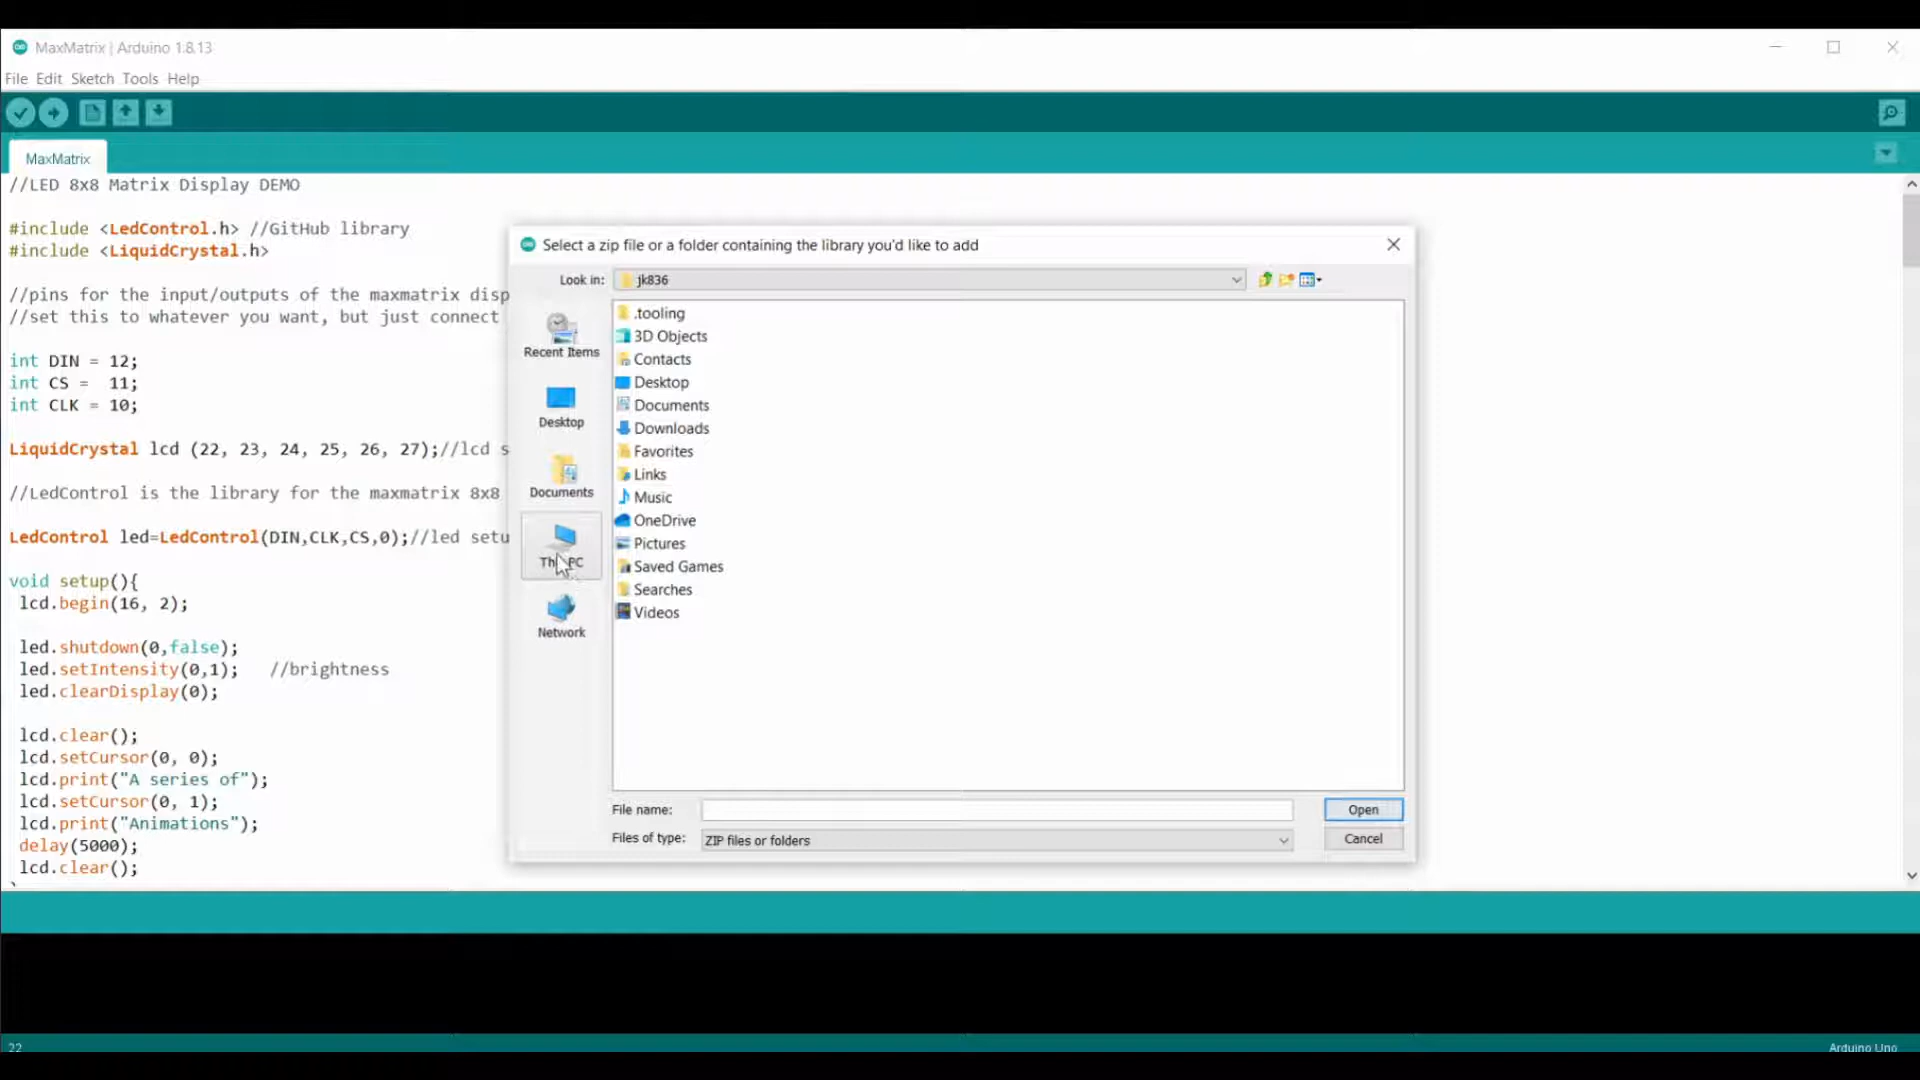 MaxMatrix | Arduino 1.8.13
File Edit Sketch Tools Help
MaxMatrix
//LED 8x8 Matrix Display DEMO
#include <LedControl.h> //GitHub library
#include <LiquidCrystal.h>
//pins for the input/outputs of the maxmatrix disp
//set this to whatever you want, but just connect
int DIN = 12;
int CS =  11;
int CLK = 10;
LiquidCrystal lcd (22, 23, 24, 25, 26, 27);//lcd s
//LedControl is the library for the maxmatrix 8x8
LedControl led=LedControl(DIN,CLK,CS,0);//led setu
void setup(){
lcd.begin(16, 2);
led.shutdown(0,false);
led.setIntensity(0,1);   //brightness
led.clearDisplay(0);
lcd.clear();
lcd.setCursor(0, 0);
lcd.print("A series of");
lcd.setCursor(0, 1);
lcd.print("Animations");
delay(5000);
lcd.clear();
Select a zip file or a folder containing the library you'd like to add
Look in: jk836
Recent Items
Desktop
Documents
PC
Network
.tooling
3D Objects
Contacts
Desktop
Documents
Downloads
Favorites
Links
Music
OneDrive
Pictures
Saved Games
Searches
Videos
File name:
Open
Files of type: ZIP files or folders
Cancel
22
Arduino Uno